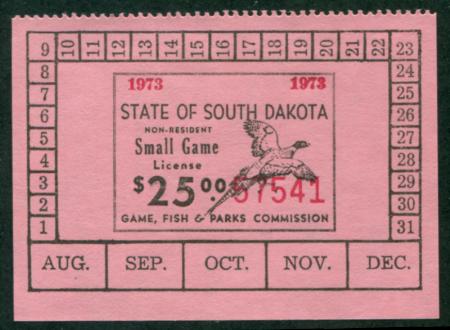 9 10 11 12 13 14 15 16 17 18 19 20 21 22 23
8 24
7 1973 1973 25
6 STATE OF SOUTH DAKOTA 26
5 NON-RESIDENT 27
Small Game
4 License 28
3 $25.00 57541 29
2 GAME, FISH & PARKS COMMISSION 30
1 31
AUG. SEP. OCT. NOV. DEC.